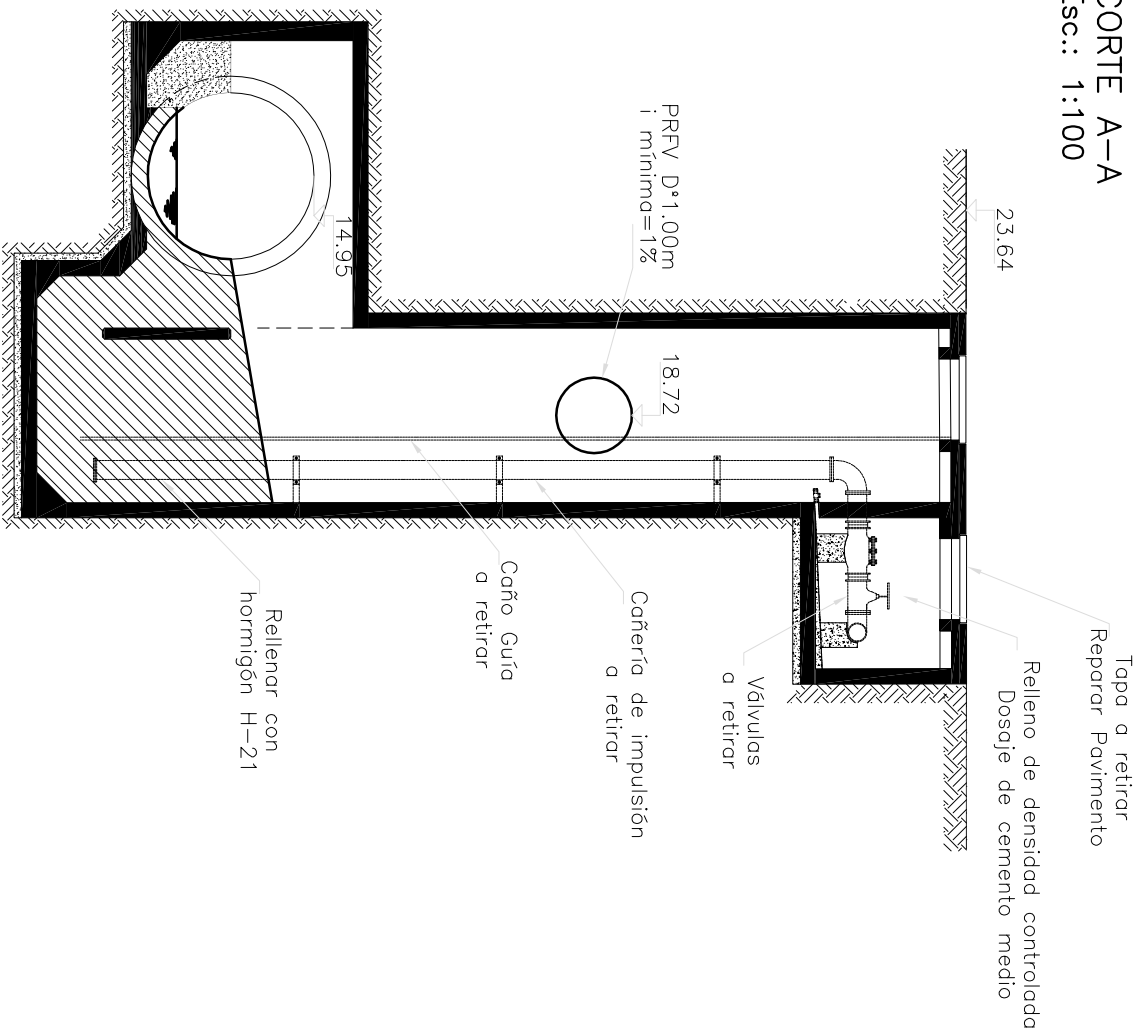 CORTE A-A
Esc.: 1:100
23.64
PRFV D°1.00m
i mínima=1%
14.95
18.72
Tapa a retirar
Reparar Pavimento
Relleno de densidad controlada
Dosaje de cemento medio
Válvulas
a retirar
Cañería de impulsión
a retirar
Caño Guía
a retirar
Rellenar con
hormigón H-21